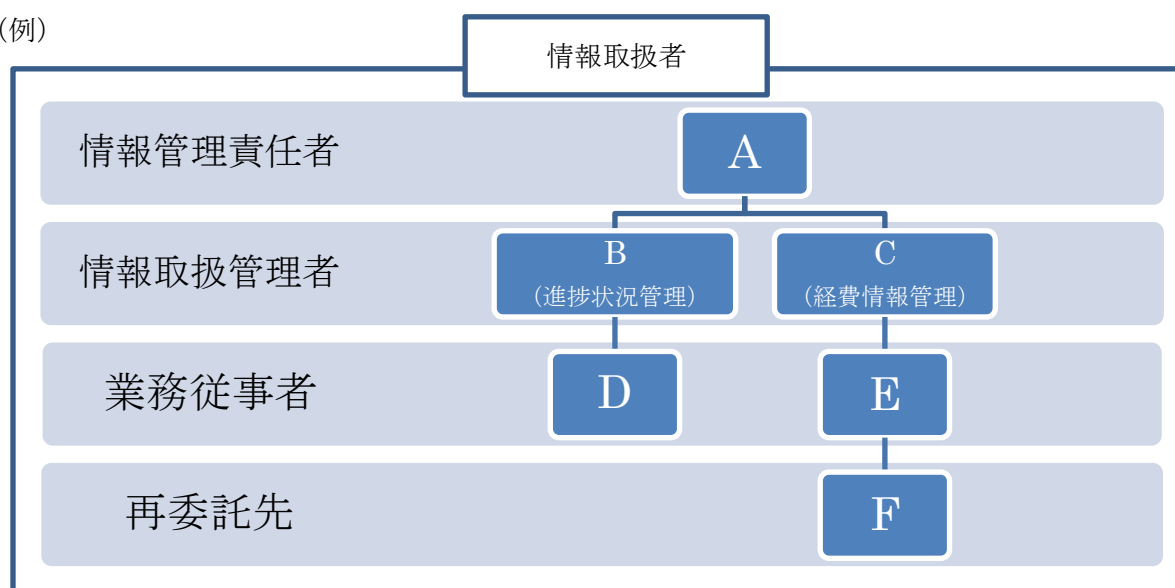 (例)
情報取扱者
情報管理責任者
A
情報取扱管理者
B
(進捗状況管理)
C
(経費情報管理)
業務従事者
D
E
再委託先
F